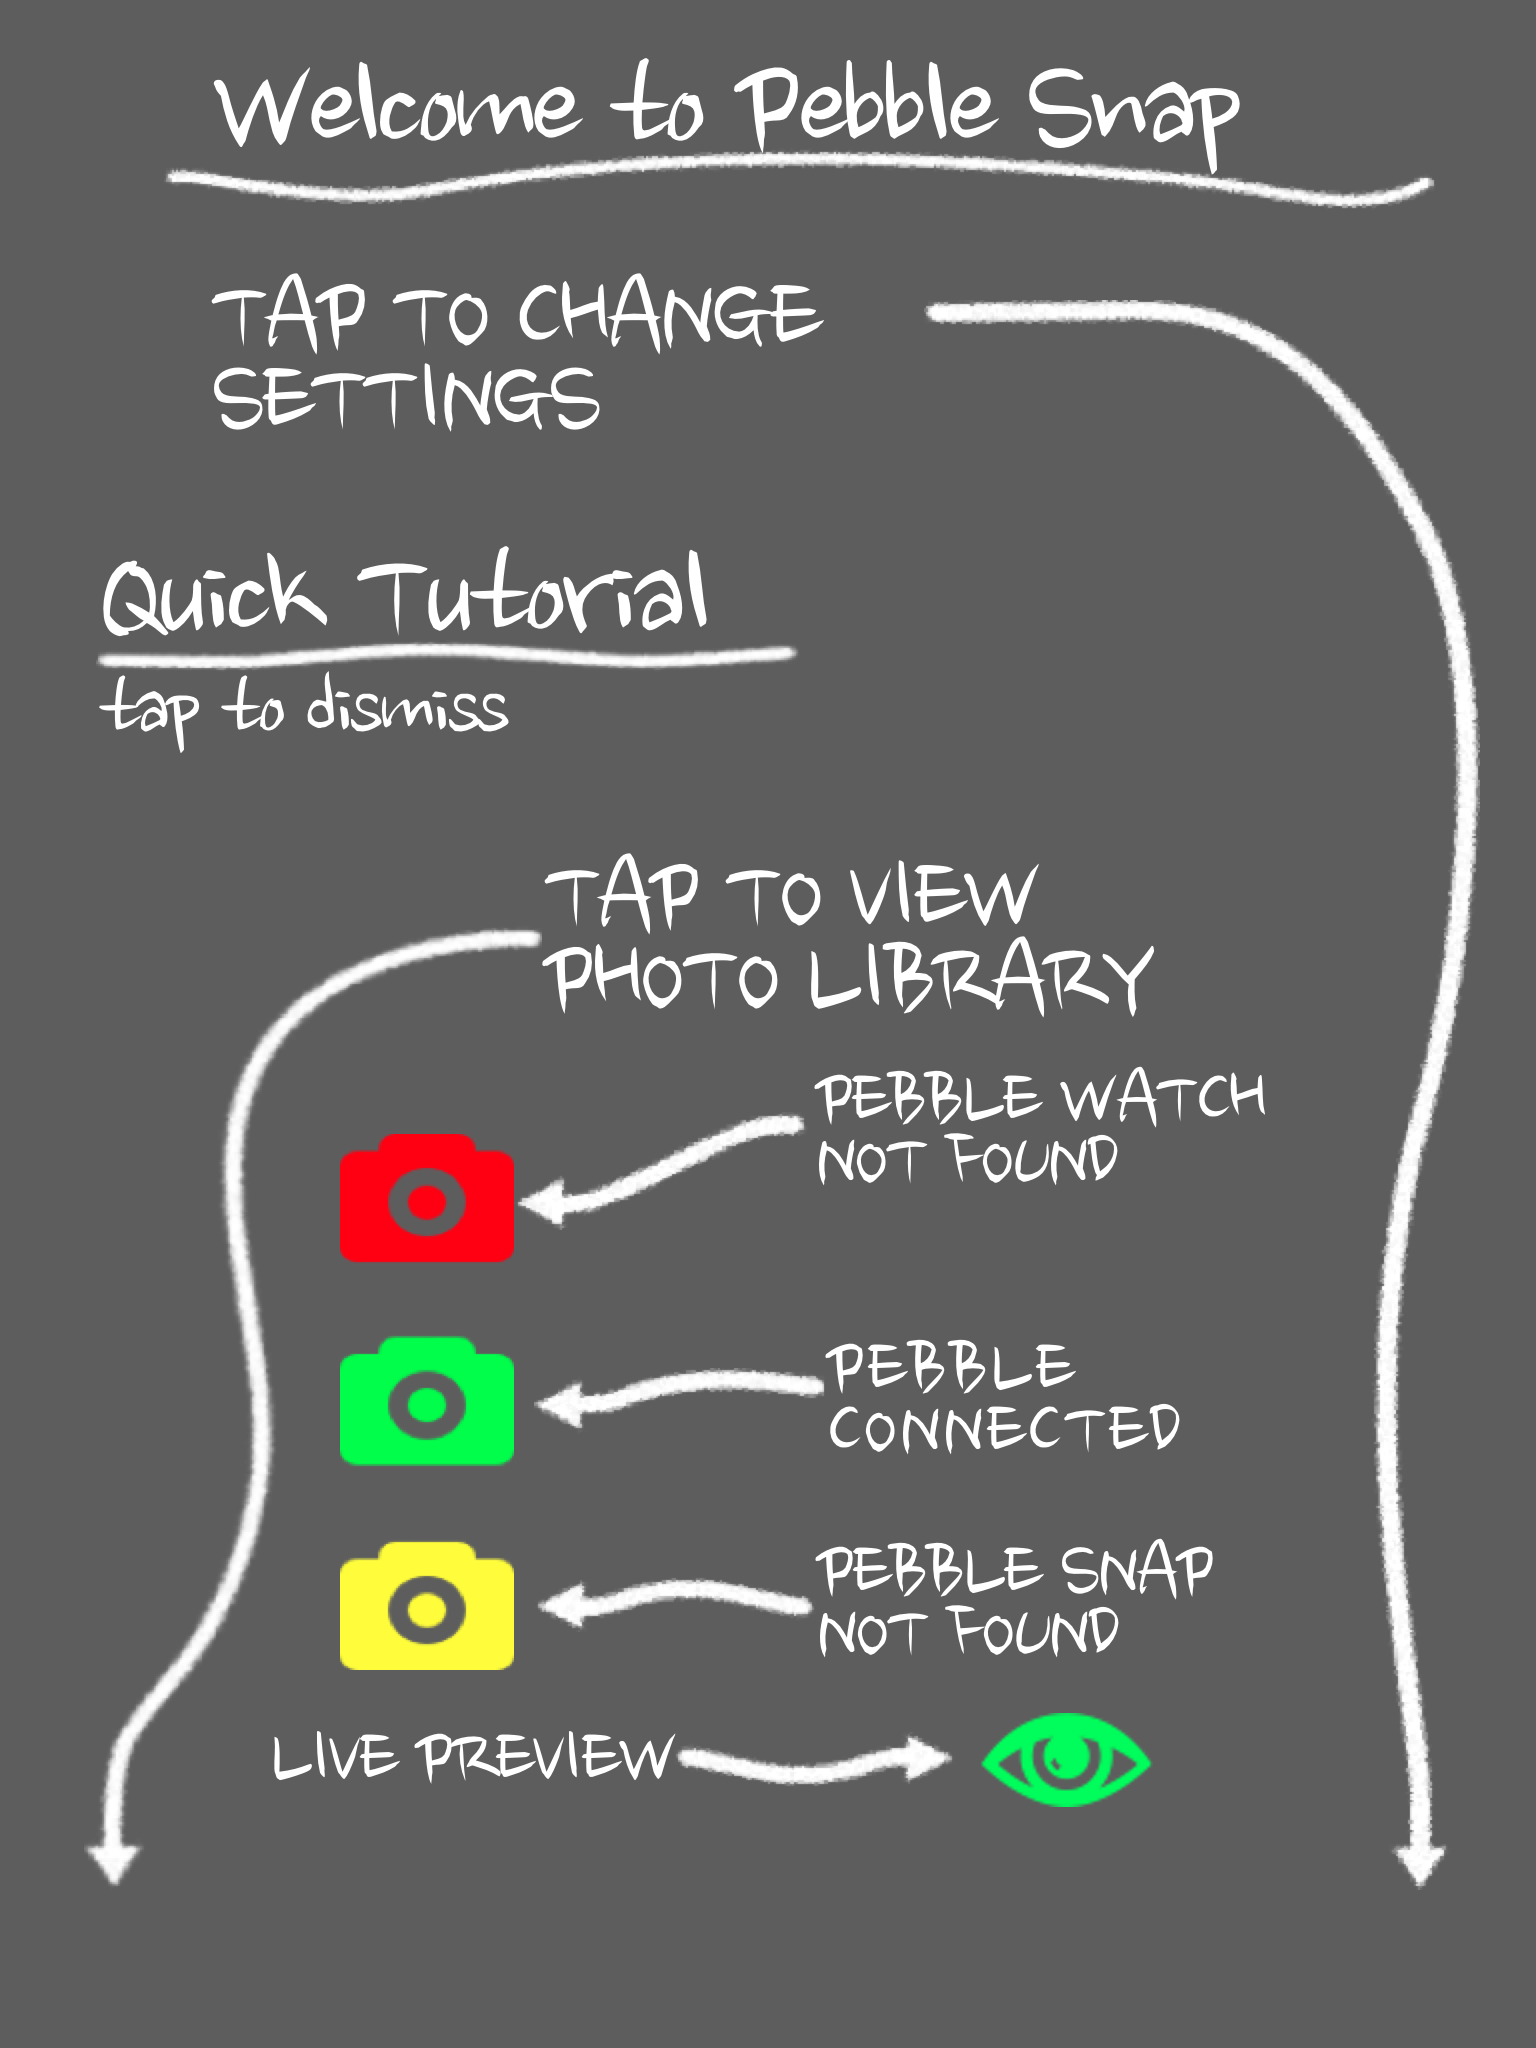 Welcome to Pebble Snap
TAP TO CHANGE
SETTINGS
Quick Tutorial
tap to dismiss
TAP TO VIEW
PHOTO LIBRARY
PEBBLE WATCH
NOT FOUND
PEBBLE
CONNECTED
PEBBLE SNAP
NOT FOUND
LIVE PREVIEW